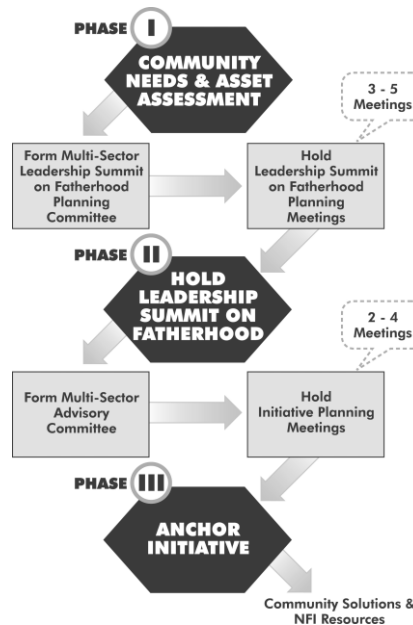 PHASE I
COMMUNITY
NEEDS & ASSET
ASSESSMENT
3 - 5
Meetings
Form Multi-Sector
Leadership Summit
on Fatherhood
Planning
Committee
Hold
Leadership Summit
on Fatherhood
Planning
Meetings
PHASE II
HOLD
LEADERSHIP
SUMMIT ON
FATHERHOOD
2 - 4
Meetings
Form Multi-Sector
Advisory
Committee
Hold
Initiative Planning
Meetings
PHASE III
ANCHOR
INITIATIVE
Community Solutions &
NFI Resources